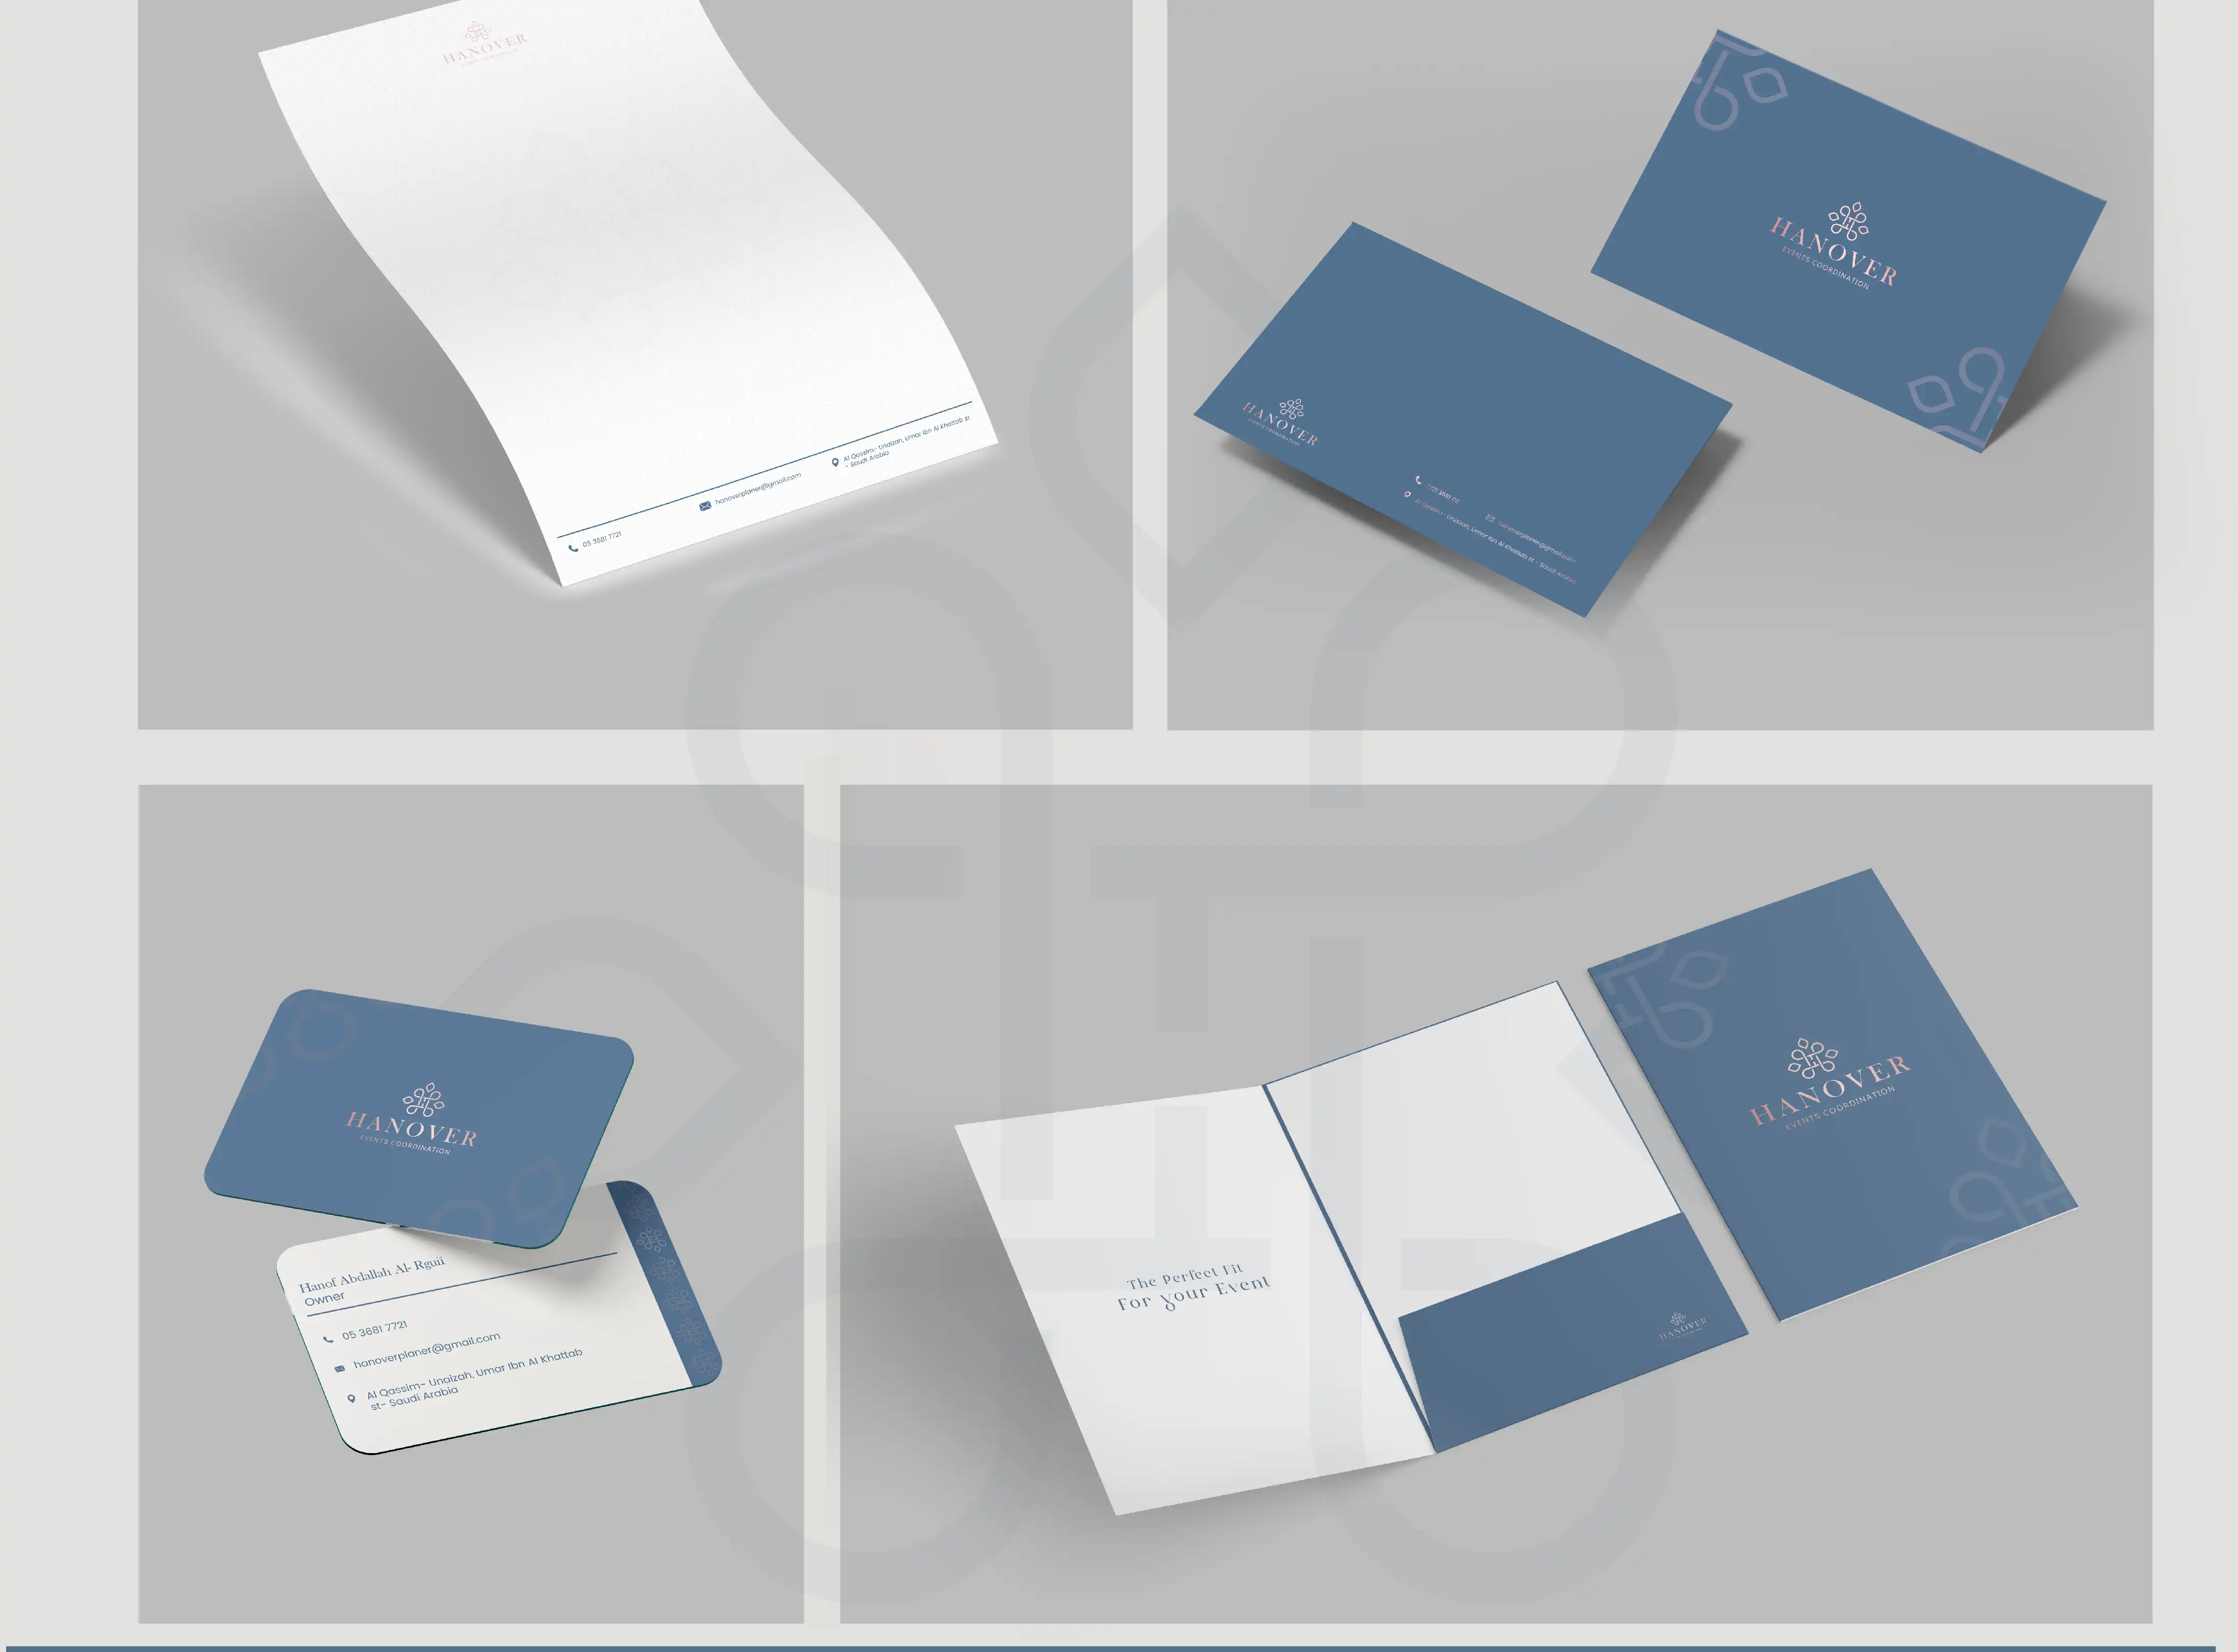 HANOVER
05 3681 7721
hanoverplaner@gmail.com
Al Qassim- Unaizah, Umar Ibn Al Khattab st
- Saudi Arabia
HANOVER
EVENTS COORDINATION
HANOVER
EVENTS COORDINATION
7721 3681 05
hanoverplaner@gmail.com
Al Qassim- Unaizah, Umar Ibn Al Khattab st - Saudi Arabia
HANOVER
EVENTS COORDINATION
Hanof Abdallah Al- Rguii
Owner
05 3681 7721
hanoverplaner@gmail.com
Al Qassim- Unaizah, Umar Ibn Al Khattab
st- Saudi Arabia
The Perfect Fit
For your Event
HANOVER
HANOVER
EVENTS COORDINATION